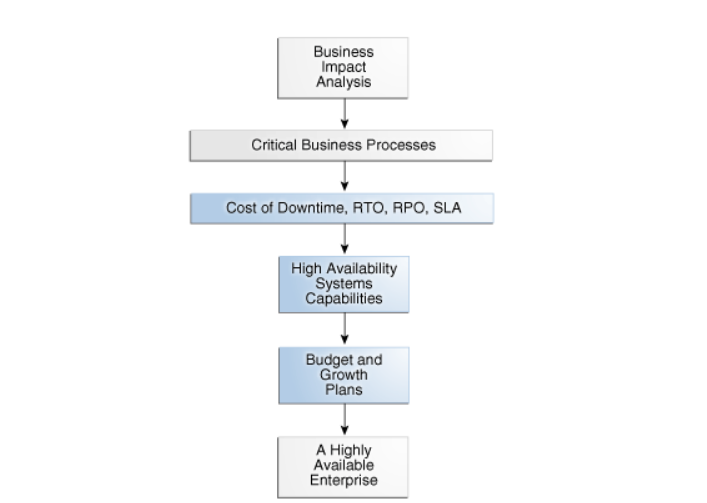 Business
Impact
Analysis
Critical Business Processes
Cost of Downtime, RTO, RPO, SLA
High Availability
Systems
Capabilities
Budget and
Growth
Plans
A Highly
Available
Enterprise